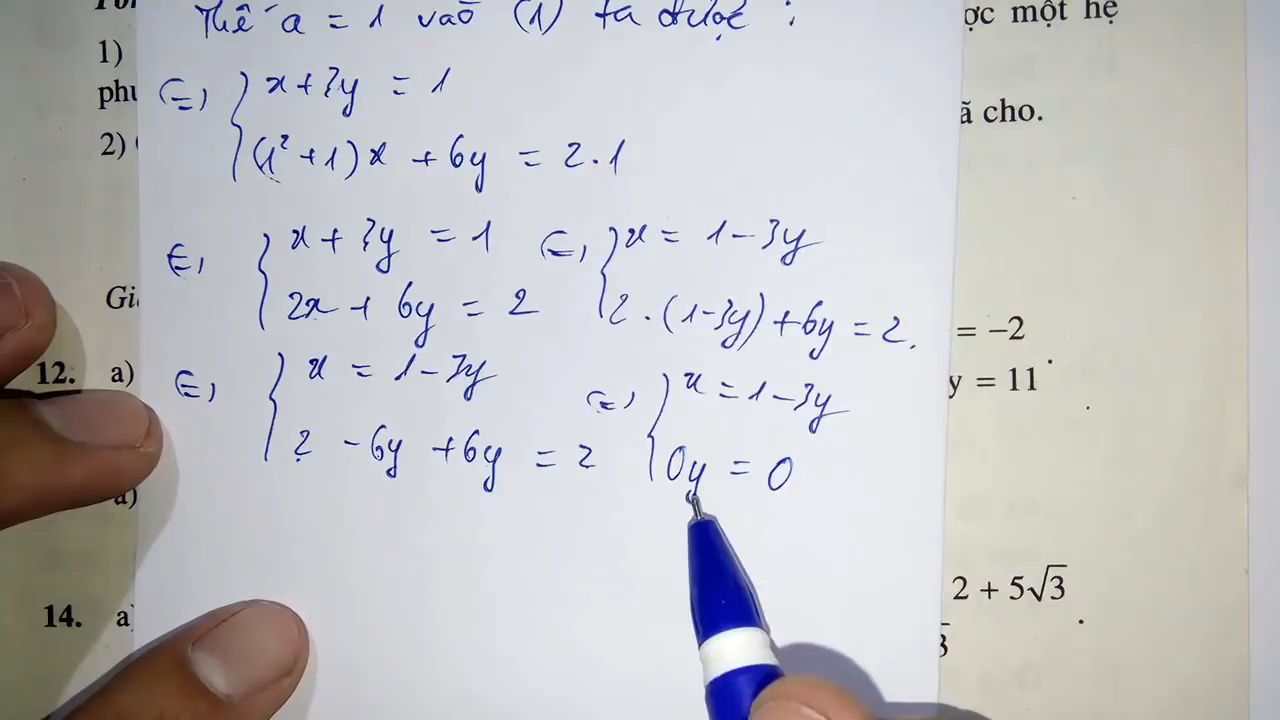 Thế a = 1 vào (1) ta được :
ợc một hệ
1)
(=) { x + 3y = 1
phư
(1² + 1)x + 6y = 2 . 1
ã cho.
2)
(=) { x + 3y = 1 (=) { x = 1 - 3y
2x + 6y = 2 2 . (1 - 3y) + 6y = 2.
Gi
= −2
(=) { x = 1 - 3y (=) { x = 1 - 3y
12. a)
y = 11 .
2 - 6y + 6y = 2 0y = 0
a)
2 + 5√3
14. a
3 .